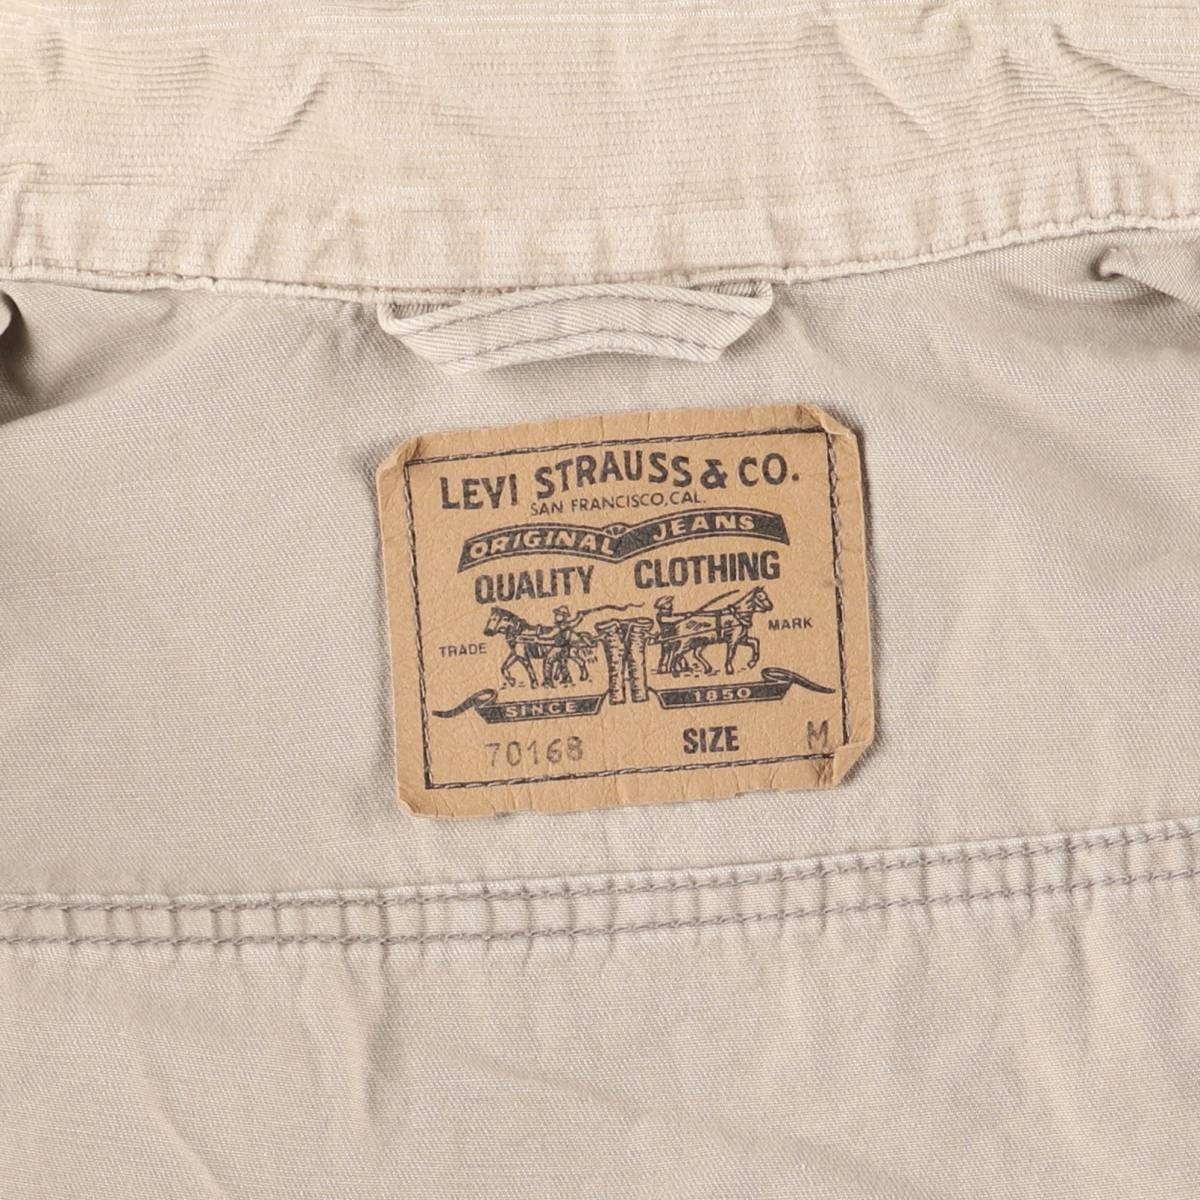 LEVI STRAUSS & CO.
SAN FRANCISCO, CAL.
ORIGINAL JEANS
QUALITY CLOTHING
TRADE MARK
SINCE 1850
70168 SIZE M